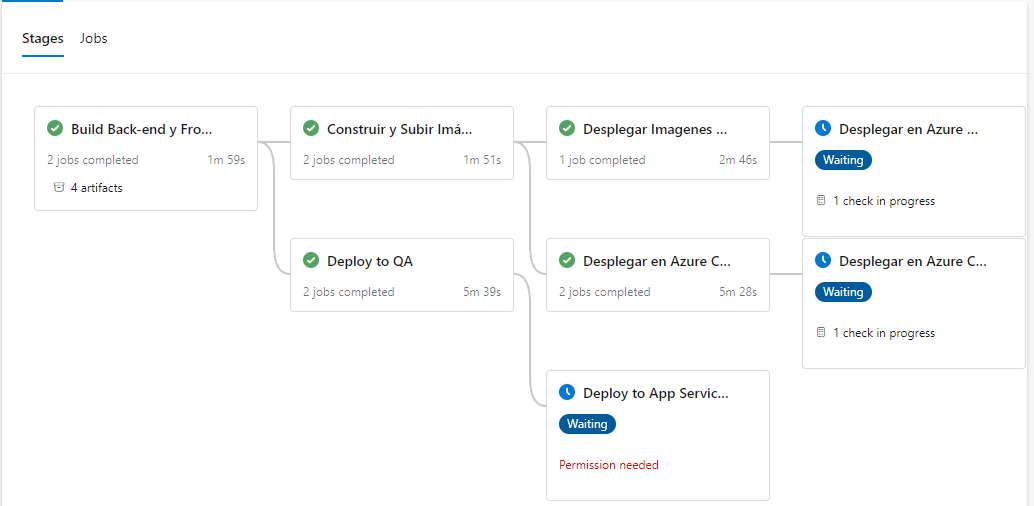 Stages Jobs
Build Back-end y Fro...
2 jobs completed 1m 59s
4 artifacts
Construir y Subir Imá...
2 jobs completed 1m 51s
Desplegar Imagenes ...
1 job completed 2m 46s
Desplegar en Azure ...
Waiting
1 check in progress
Deploy to QA
2 jobs completed 5m 39s
Desplegar en Azure C...
2 jobs completed 5m 28s
Desplegar en Azure C...
Waiting
1 check in progress
Deploy to App Servic...
Waiting
Permission needed